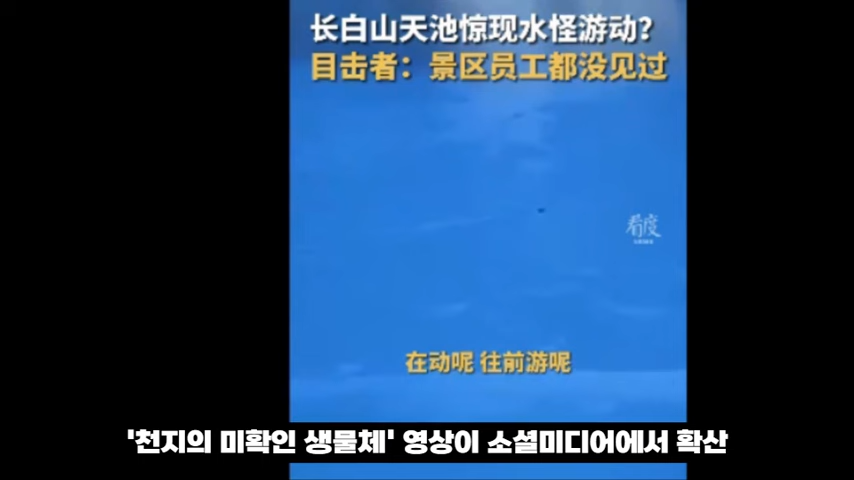 长白山天池惊现水怪游动？
目击者：景区员工都没见过
看度
在动呢 往前游呢
'천지의 미확인 생물체' 영상이 소셜미디어에서 확산